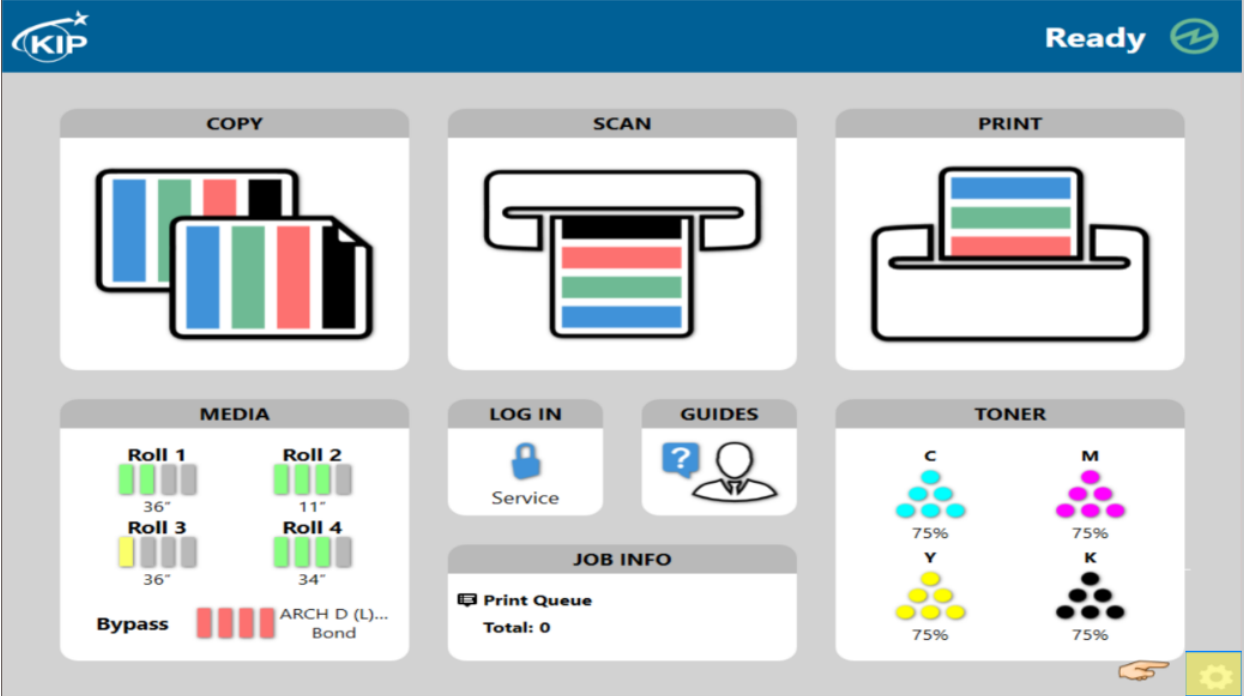 KIP
Ready
COPY
SCAN
PRINT
MEDIA
Roll 1
36"
Roll 2
11"
Roll 3
36"
Roll 4
34"
Bypass
ARCH D (L)...
Bond
LOG IN
Service
GUIDES
?
JOB INFO
Print Queue
Total: 0
TONER
C
75%
M
75%
Y
75%
K
75%